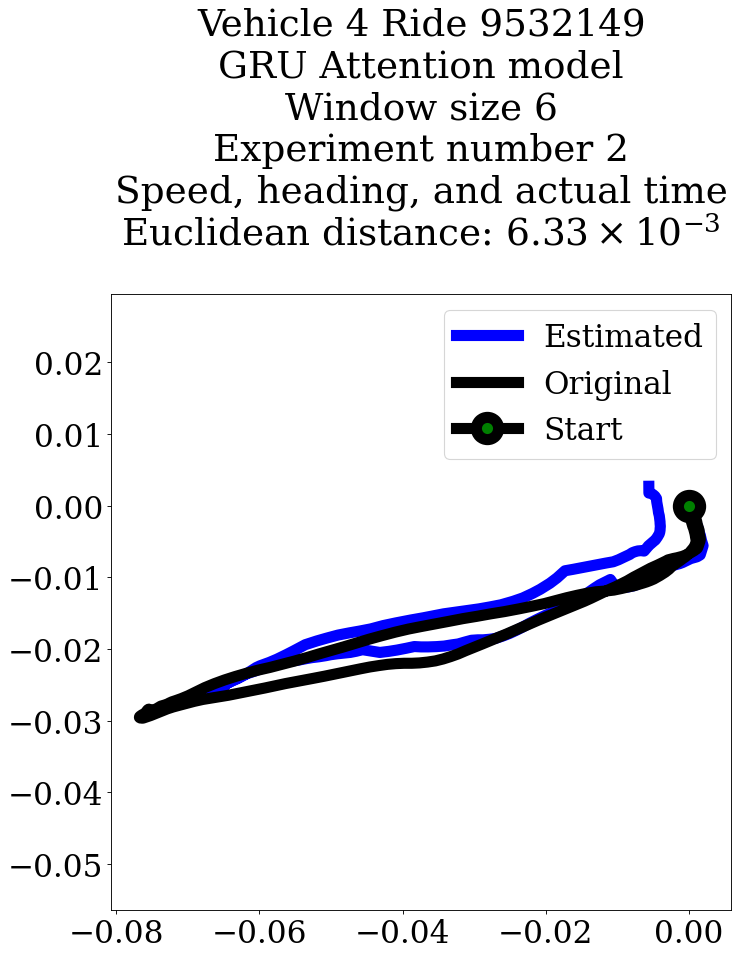 Vehicle 4 Ride 9532149
GRU Attention model
Window size 6
Experiment number 2
Speed, heading, and actual time
Euclidean distance: 6.33 × 10⁻³
Estimated
Original
Start
0.02
0.01
0.00
−0.01
−0.02
−0.03
−0.04
−0.05
−0.08 −0.06 −0.04 −0.02 0.00